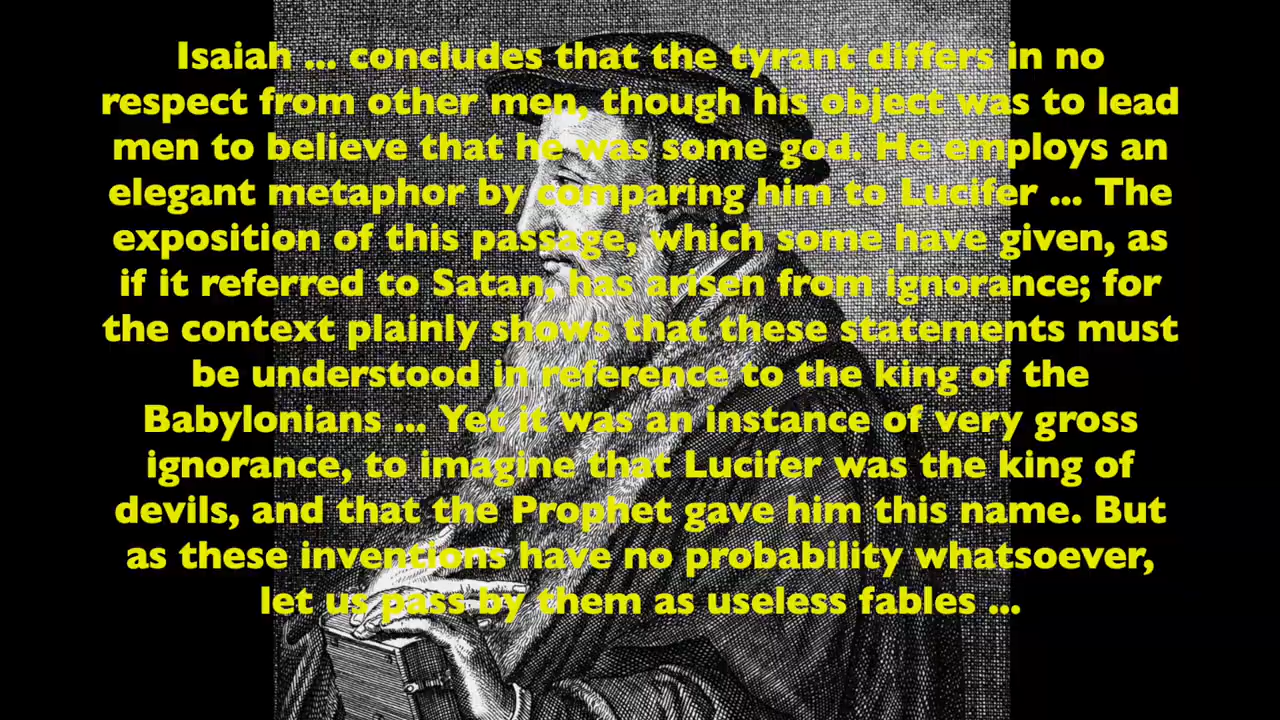 Isaiah ... concludes that the tyrant differs in no
respect from other men, though his object was to lead
men to believe that he was some god. He employs an
elegant metaphor by comparing him to Lucifer ... The
exposition of this passage, which some have given, as
if it referred to Satan, has arisen from ignorance; for
the context plainly shows that these statements must
be understood in reference to the king of the
Babylonians ... Yet it was an instance of very gross
ignorance, to imagine that Lucifer was the king of
devils, and that the Prophet gave him this name. But
as these inventions have no probability whatsoever,
let us pass by them as useless fables ...